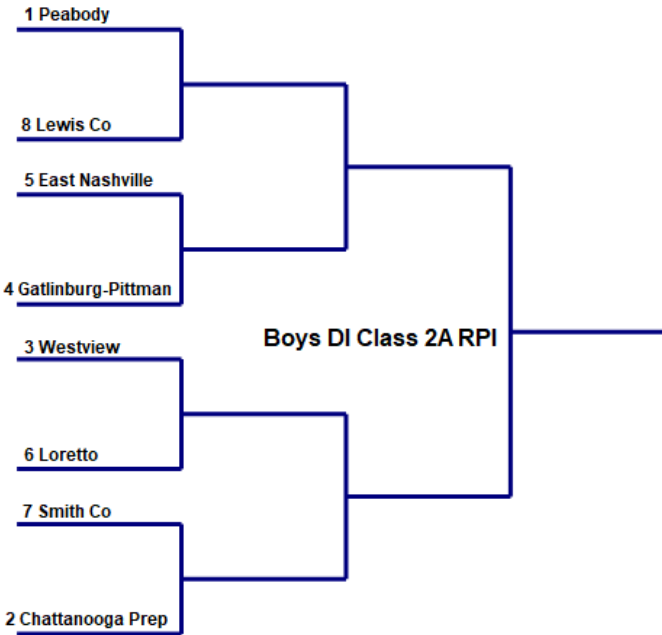 1 Peabody
8 Lewis Co
5 East Nashville
4 Gatlinburg-Pittman
3 Westview
Boys DI Class 2A RPI
6 Loretto
7 Smith Co
2 Chattanooga Prep